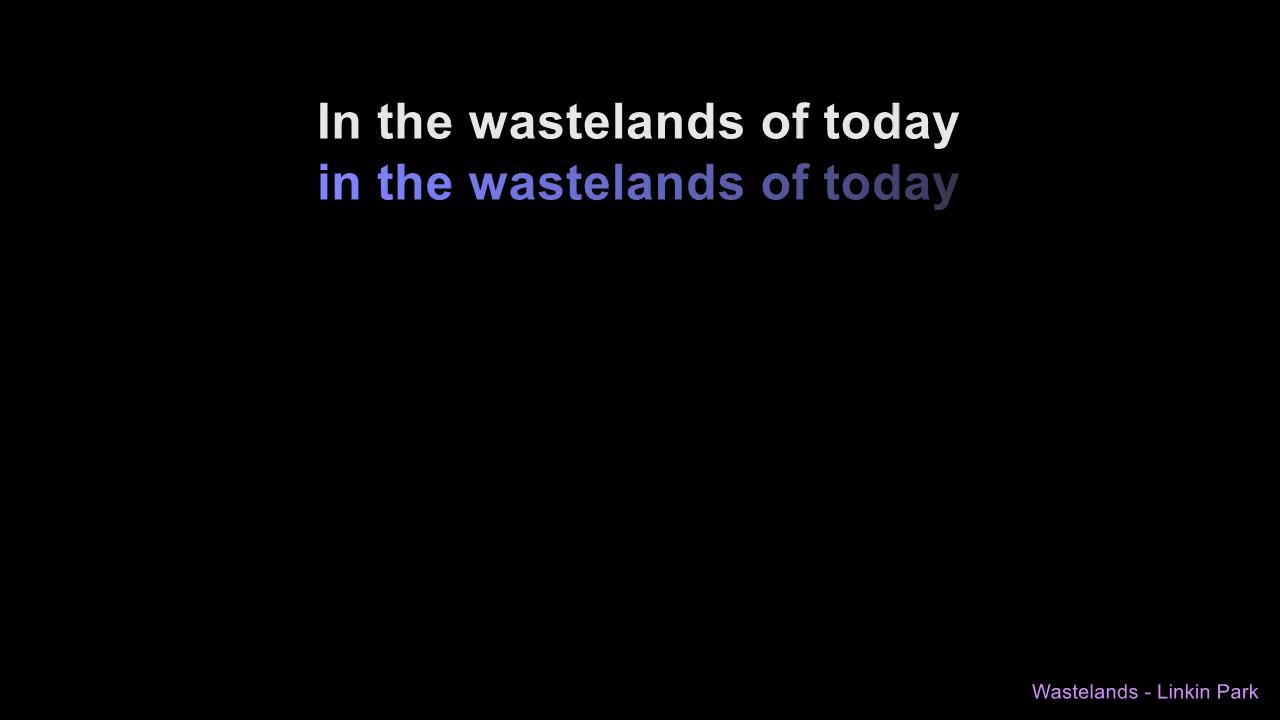 In the wastelands of today
in the wastelands of today
Wastelands - Linkin Park